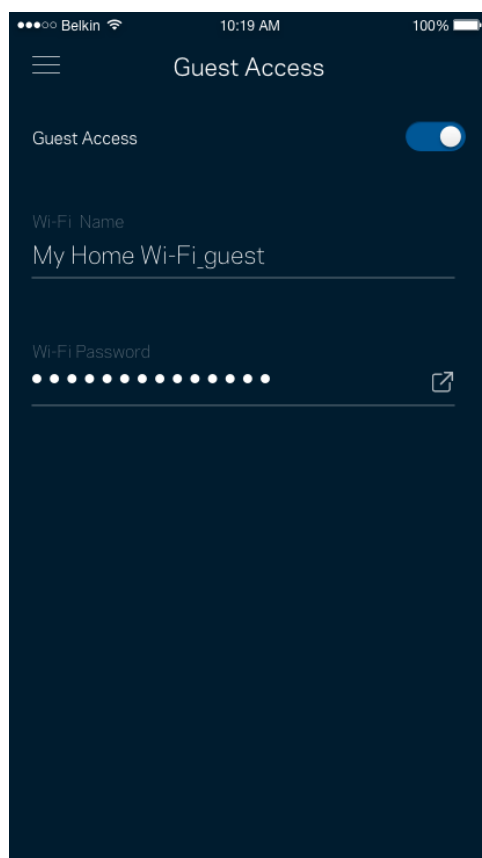 Belkin 10:19 AM 100%
Guest Access
Guest Access
Wi-Fi Name
My Home Wi-Fi_guest
Wi-Fi Password
●●●●●●●●●●●●●●